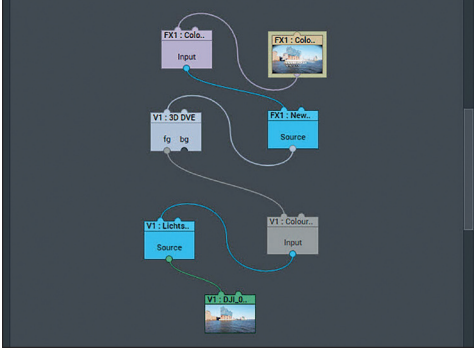 FX1 : Colo..
Input
FX1 : Colo..
V1 : 3D DVE
fg bg
FX1 : New..
Source
V1 : Lichts..
Source
V1 : Colour..
Input
V1 : DJI_0..